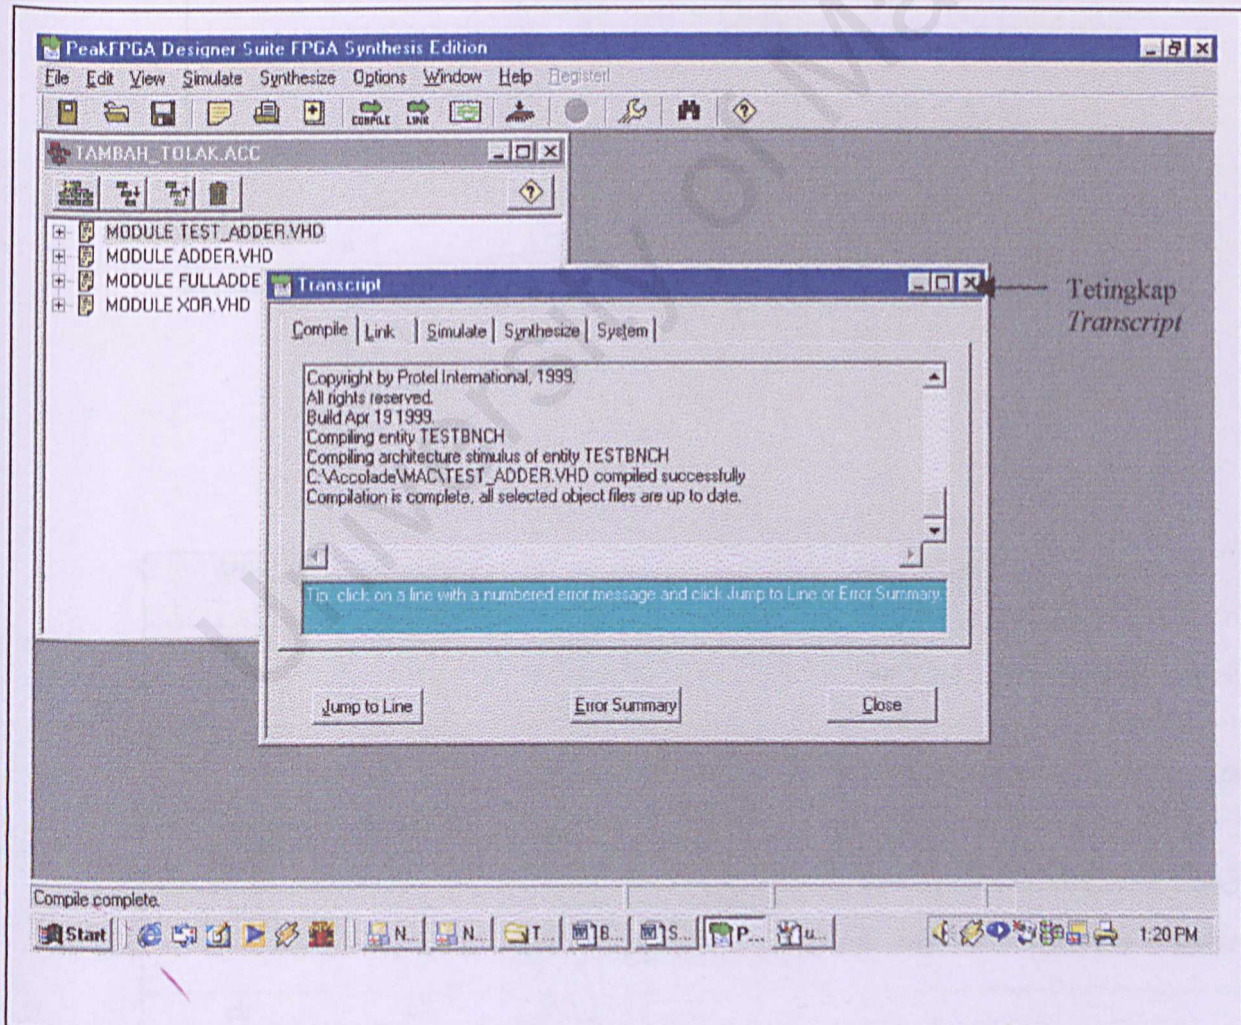 PeakFPGA Designer Suite FPGA Synthesis Edition
File Edit View Simulate Synthesize Options Window Help Register!
COMPILE LINK
TAMBAH_TOLAK.ACC
MODULE TEST_ADDER.VHD
MODULE ADDER.VHD
MODULE FULLADDE
MODULE XOR.VHD
Transcript
Tetingkap
Transcript
Compile Link Simulate Synthesize System
Copyright by Protel International, 1999.
All rights reserved.
Build Apr 19 1999.
Compiling entity TESTBNCH
Compiling architecture stimulus of entity TESTBNCH
C:\Accolade\MAC\TEST_ADDER.VHD compiled successfully
Compilation is complete, all selected object files are up to date.
Tip: click on a line with a numbered error message and click Jump to Line or Error Summary.
Jump to Line Error Summary Close
Compile complete.
Start N... N... T... B... S... P... u... 1:20 PM
University of Ma